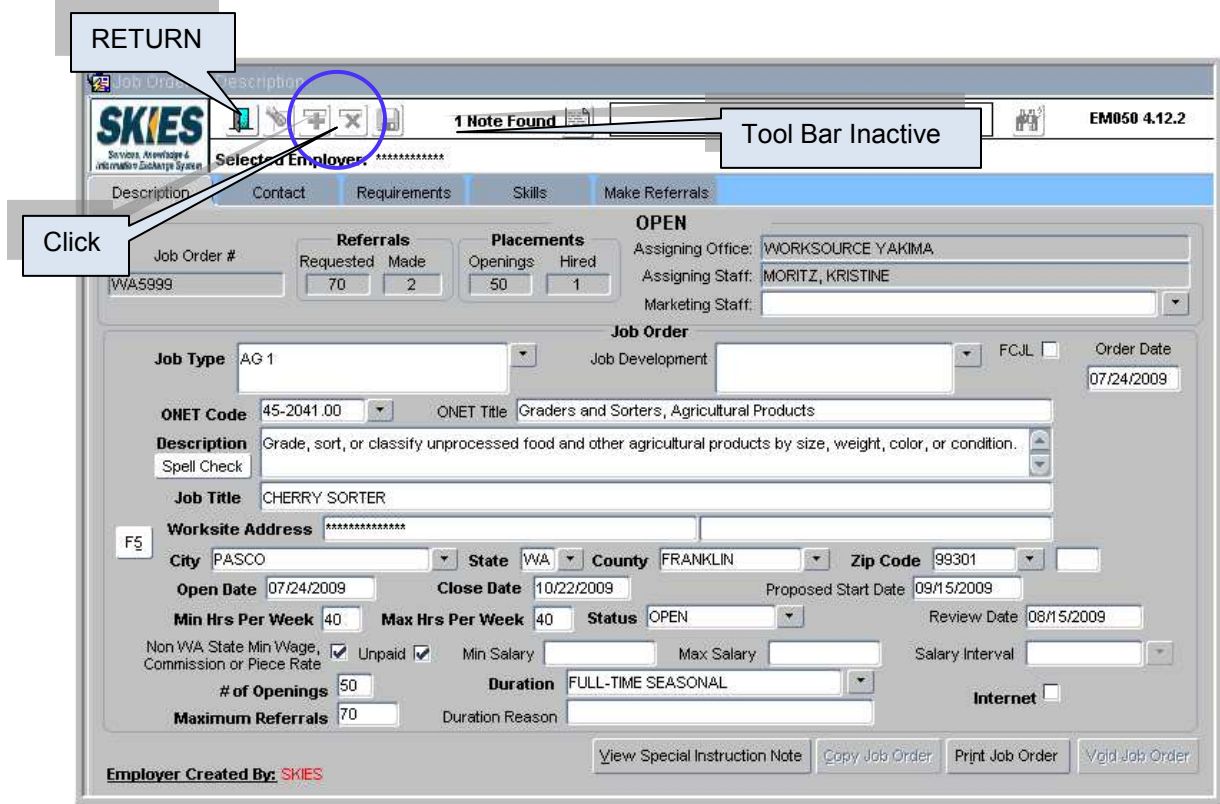 RETURN
Job Order Description
SKIES
Services, Knowledge &
Information Exchange System
1 Note Found
Tool Bar Inactive
EM050 4.12.2
Selected Employer: ************
Description Contact Requirements Skills Make Referrals
Click
OPEN
Job Order #
WA5999
Referrals
Requested Made
70 2
Placements
Openings Hired
50 1
Assigning Office: WORKSOURCE YAKIMA
Assigning Staff: MORITZ, KRISTINE
Marketing Staff:
Job Order
Job Type AG 1 Job Development FCJL Order Date
07/24/2009
ONET Code 45-2041.00 ONET Title Graders and Sorters, Agricultural Products
Description Grade, sort, or classify unprocessed food and other agricultural products by size, weight, color, or condition.
Spell Check
Job Title CHERRY SORTER
Worksite Address **************
F5
City PASCO State WA County FRANKLIN Zip Code 99301
Open Date 07/24/2009 Close Date 10/22/2009 Proposed Start Date 09/15/2009
Min Hrs Per Week 40 Max Hrs Per Week 40 Status OPEN Review Date 08/15/2009
Non WA State Min Wage,
Commission or Piece Rate Unpaid Min Salary Max Salary Salary Interval
# of Openings 50 Duration FULL-TIME SEASONAL Internet
Maximum Referrals 70 Duration Reason
View Special Instruction Note Copy Job Order Print Job Order Void Job Order
Employer Created By: SKIES